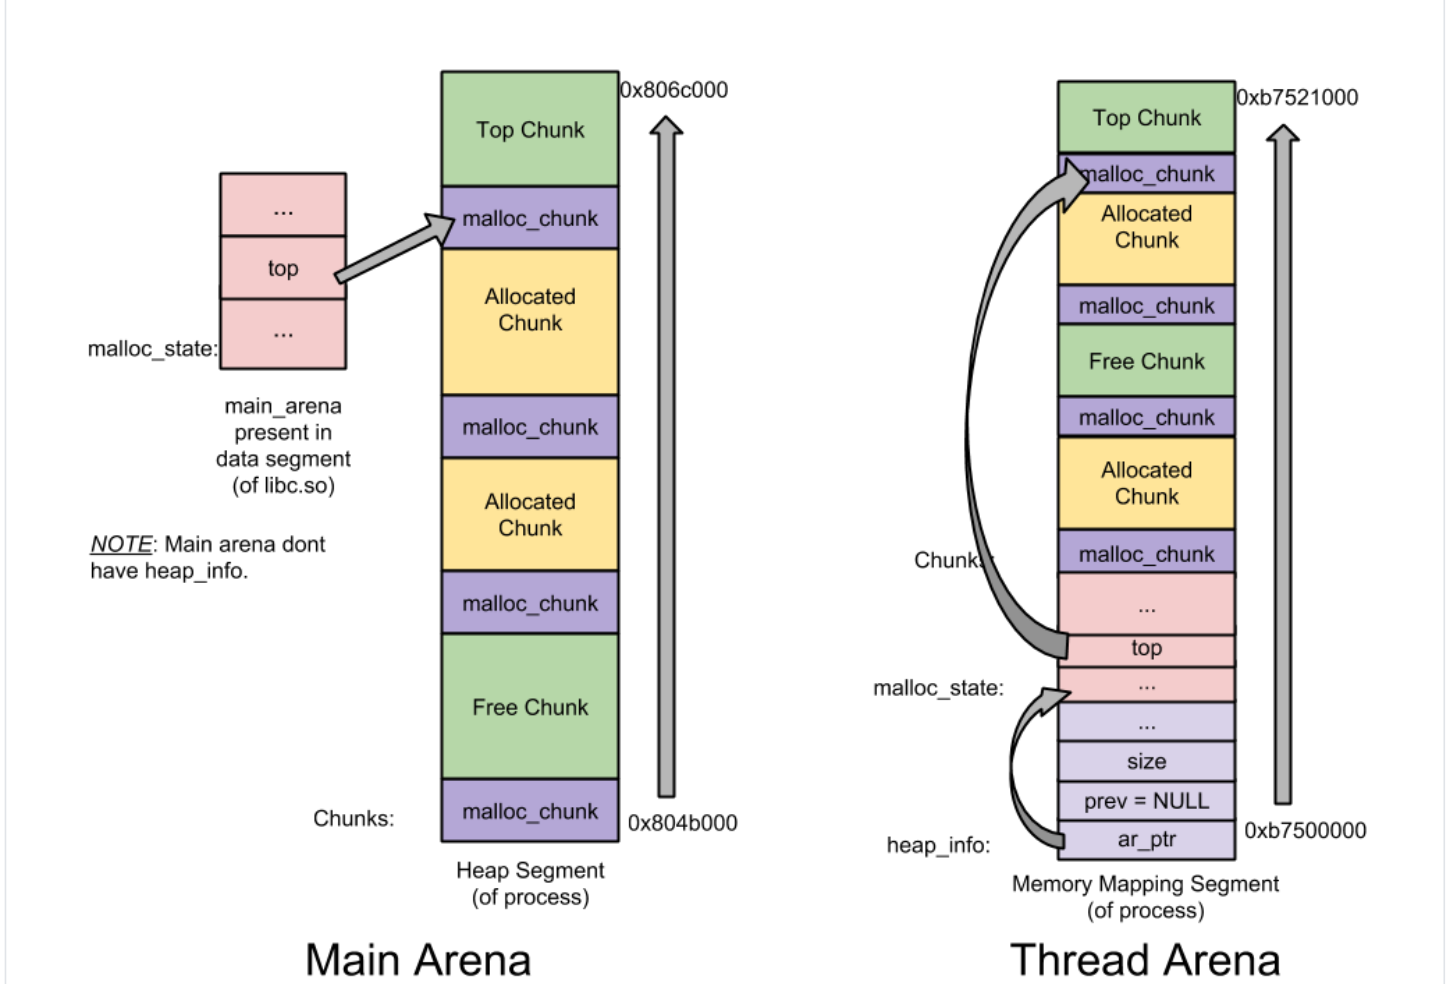 0x806c000
Top Chunk
...
malloc_chunk
top
Allocated
Chunk
...
malloc_state:
main_arena
present in
data segment
(of libc.so)
malloc_chunk
Allocated
Chunk
NOTE: Main arena dont
have heap_info.
malloc_chunk
Free Chunk
Chunks:
malloc_chunk
0x804b000
Heap Segment
(of process)
Main Arena
0xb7521000
Top Chunk
malloc_chunk
Allocated
Chunk
malloc_chunk
Free Chunk
malloc_chunk
Allocated
Chunk
Chunks:
malloc_chunk
...
top
malloc_state:
...
...
size
prev = NULL
0xb7500000
heap_info:
ar_ptr
Memory Mapping Segment
(of process)
Thread Arena